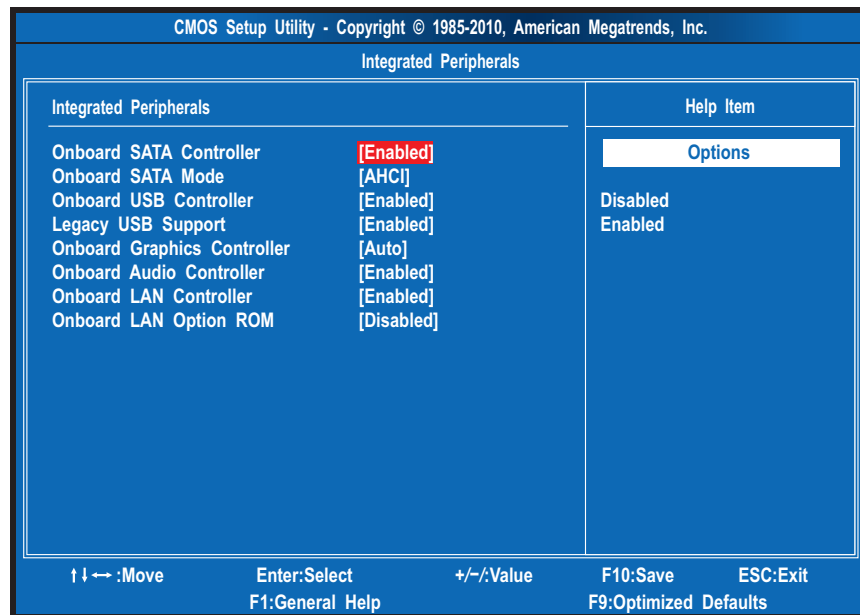 CMOS Setup Utility - Copyright © 1985-2010, American Megatrends, Inc.
Integrated Peripherals
Integrated Peripherals
Help Item
Onboard SATA Controller [Enabled]
Onboard SATA Mode [AHCI]
Onboard USB Controller [Enabled]
Legacy USB Support [Enabled]
Onboard Graphics Controller [Auto]
Onboard Audio Controller [Enabled]
Onboard LAN Controller [Enabled]
Onboard LAN Option ROM [Disabled]
Options
Disabled
Enabled
↑↓↔ :Move Enter:Select +/−/:Value F10:Save ESC:Exit
F1:General Help F9:Optimized Defaults